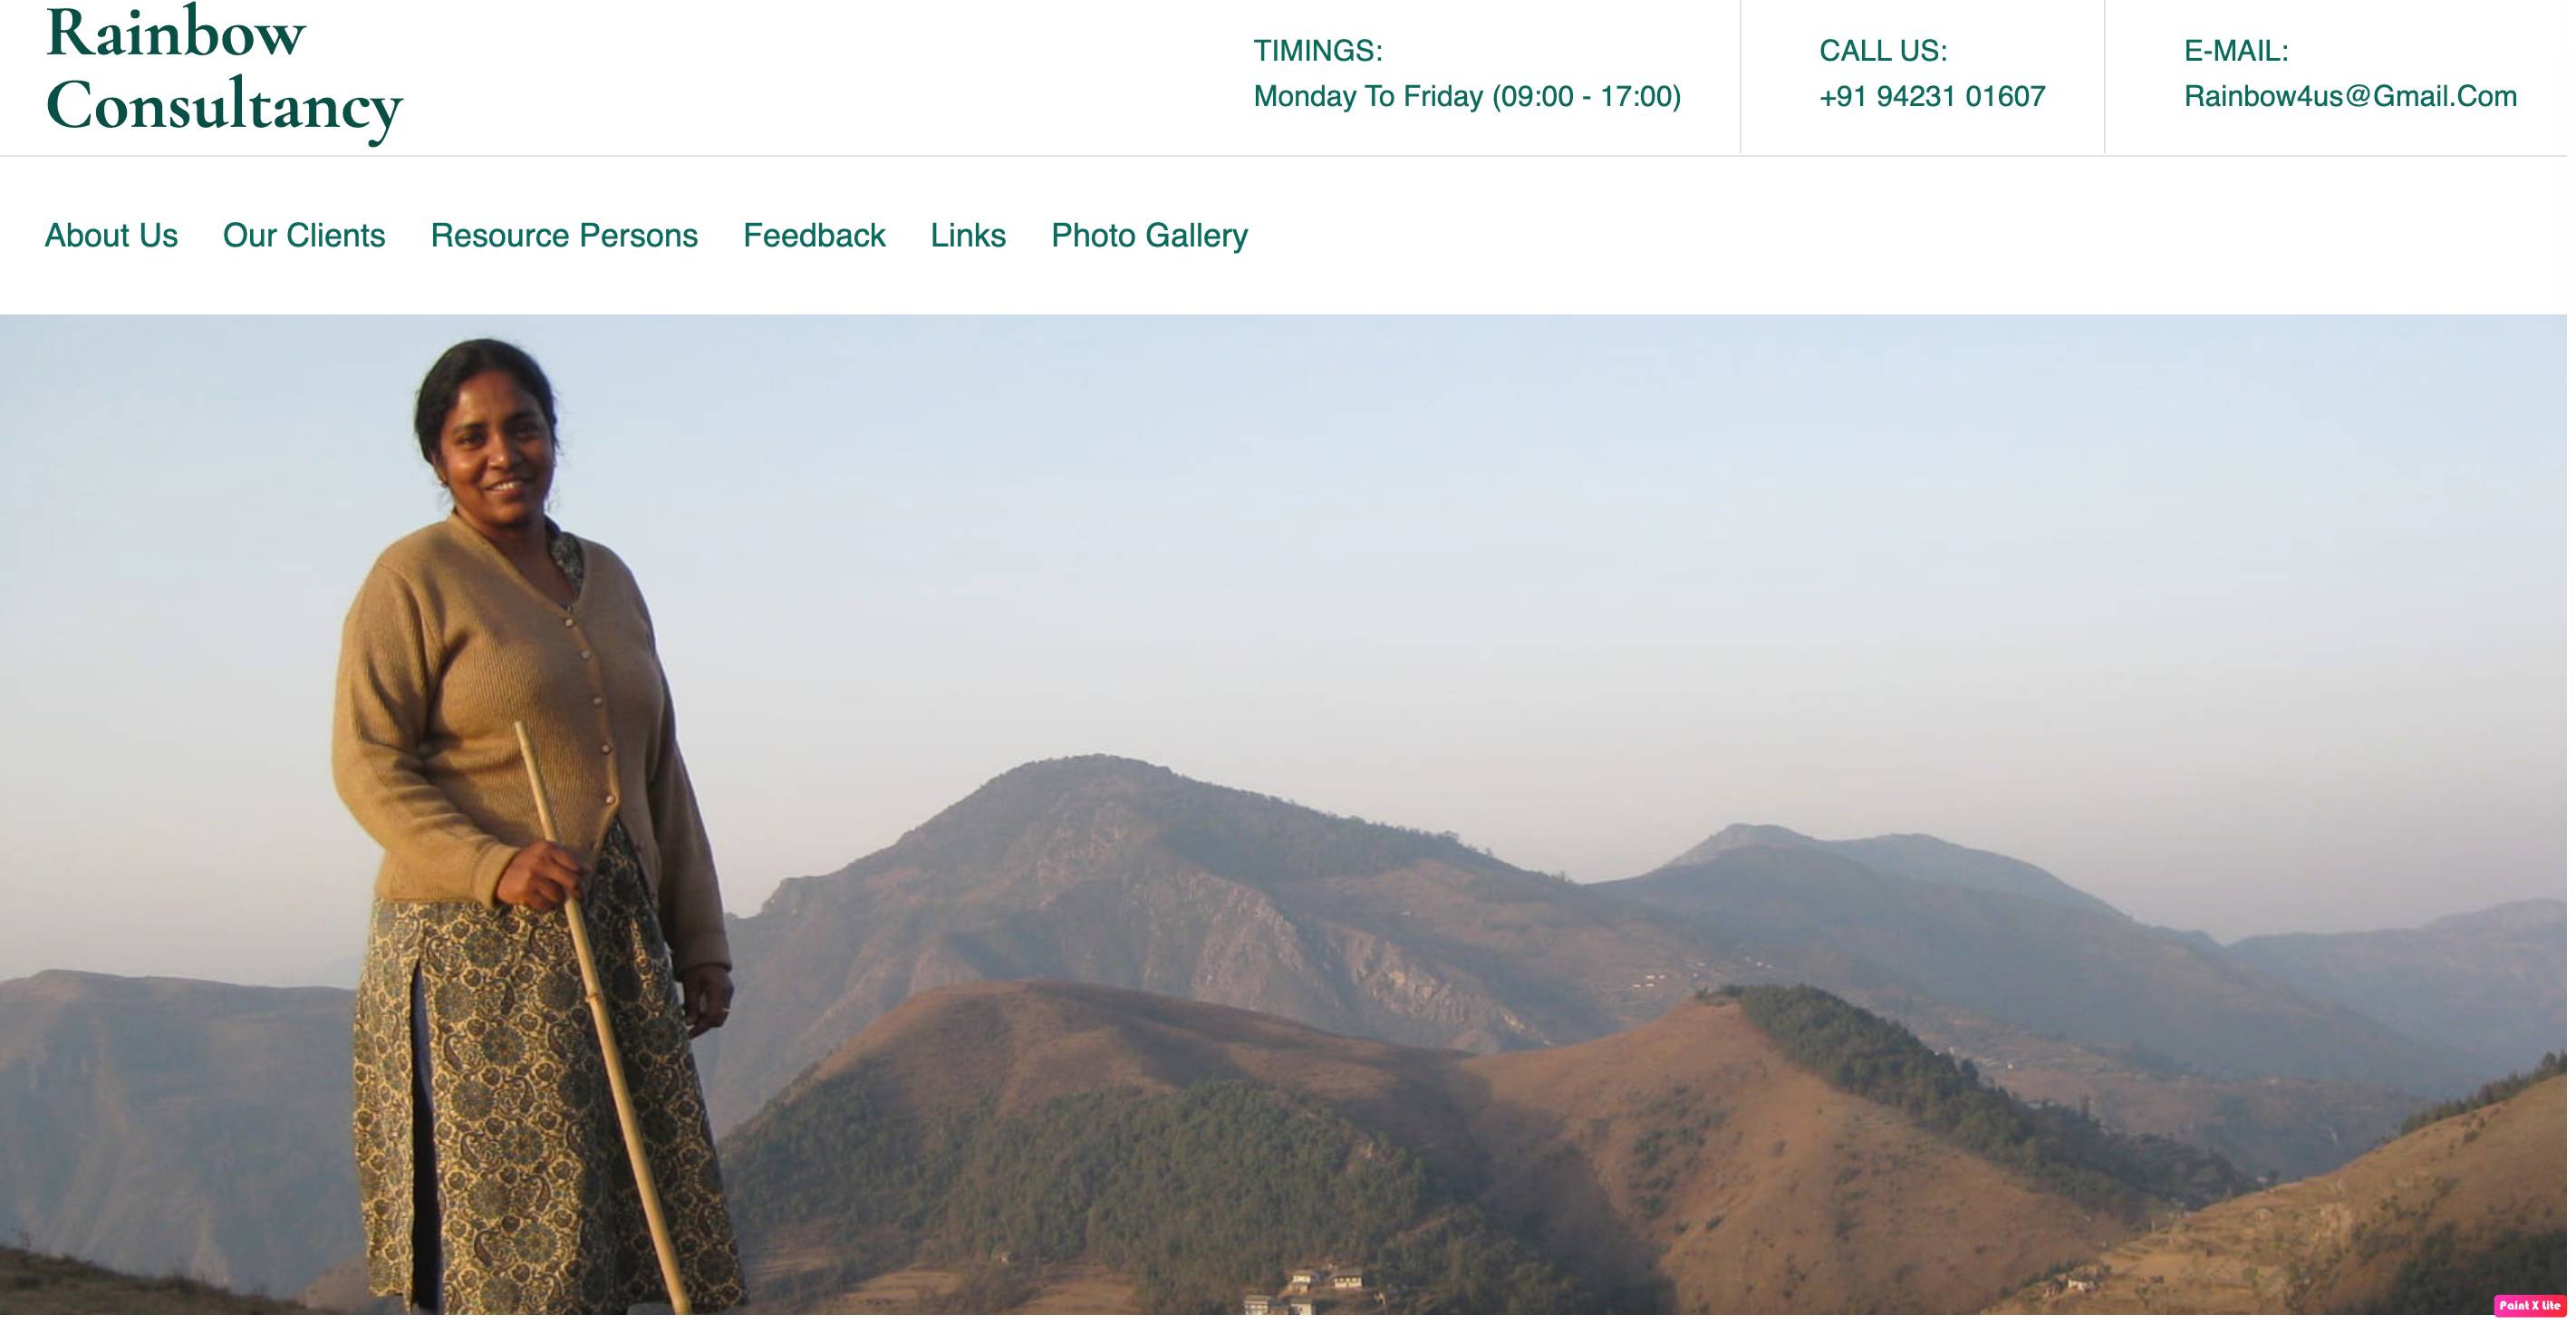 Rainbow
Consultancy
TIMINGS:
Monday To Friday (09:00 - 17:00)
CALL US:
+91 94231 01607
E-MAIL:
Rainbow4us@Gmail.Com
About Us Our Clients Resource Persons Feedback Links Photo Gallery
Paint X Lite